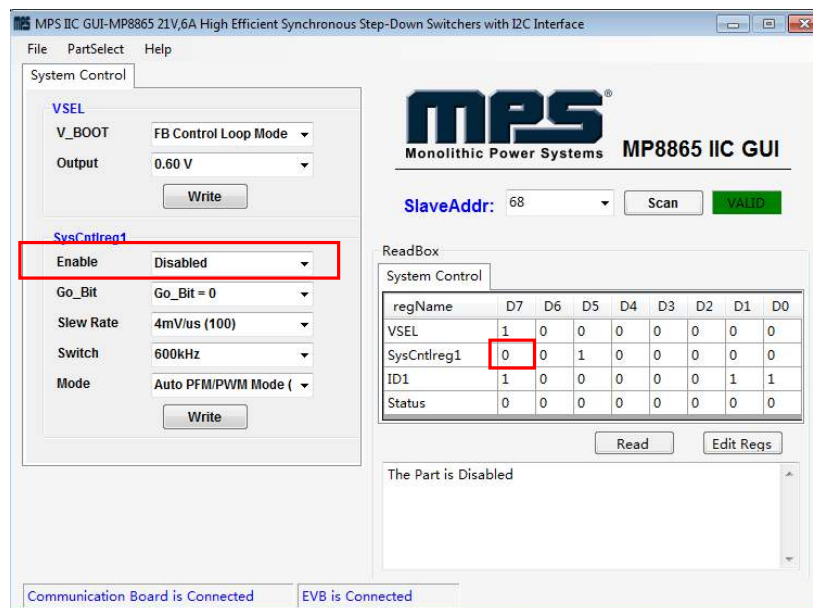 MPS IIC GUI-MP8865 21V,6A High Efficient Synchronous Step-Down Switchers with I2C Interface
File PartSelect Help
System Control
VSEL
V_BOOT FB Control Loop Mode
Output 0.60 V
Write
SysCntlreg1
Enable Disabled
Go_Bit Go_Bit = 0
Slew Rate 4mV/us (100)
Switch 600kHz
Mode Auto PFM/PWM Mode (
Write
mps®
Monolithic Power Systems MP8865 IIC GUI
SlaveAddr: 68 Scan VALID
ReadBox
System Control
regName D7 D6 D5 D4 D3 D2 D1 D0
VSEL 1 0 0 0 0 0 0 0
SysCntlreg1 0 0 1 0 0 0 0 0
ID1 1 0 0 0 0 0 1 1
Status 0 0 0 0 0 0 0 0
Read Edit Regs
The Part is Disabled
Communication Board is Connected EVB is Connected